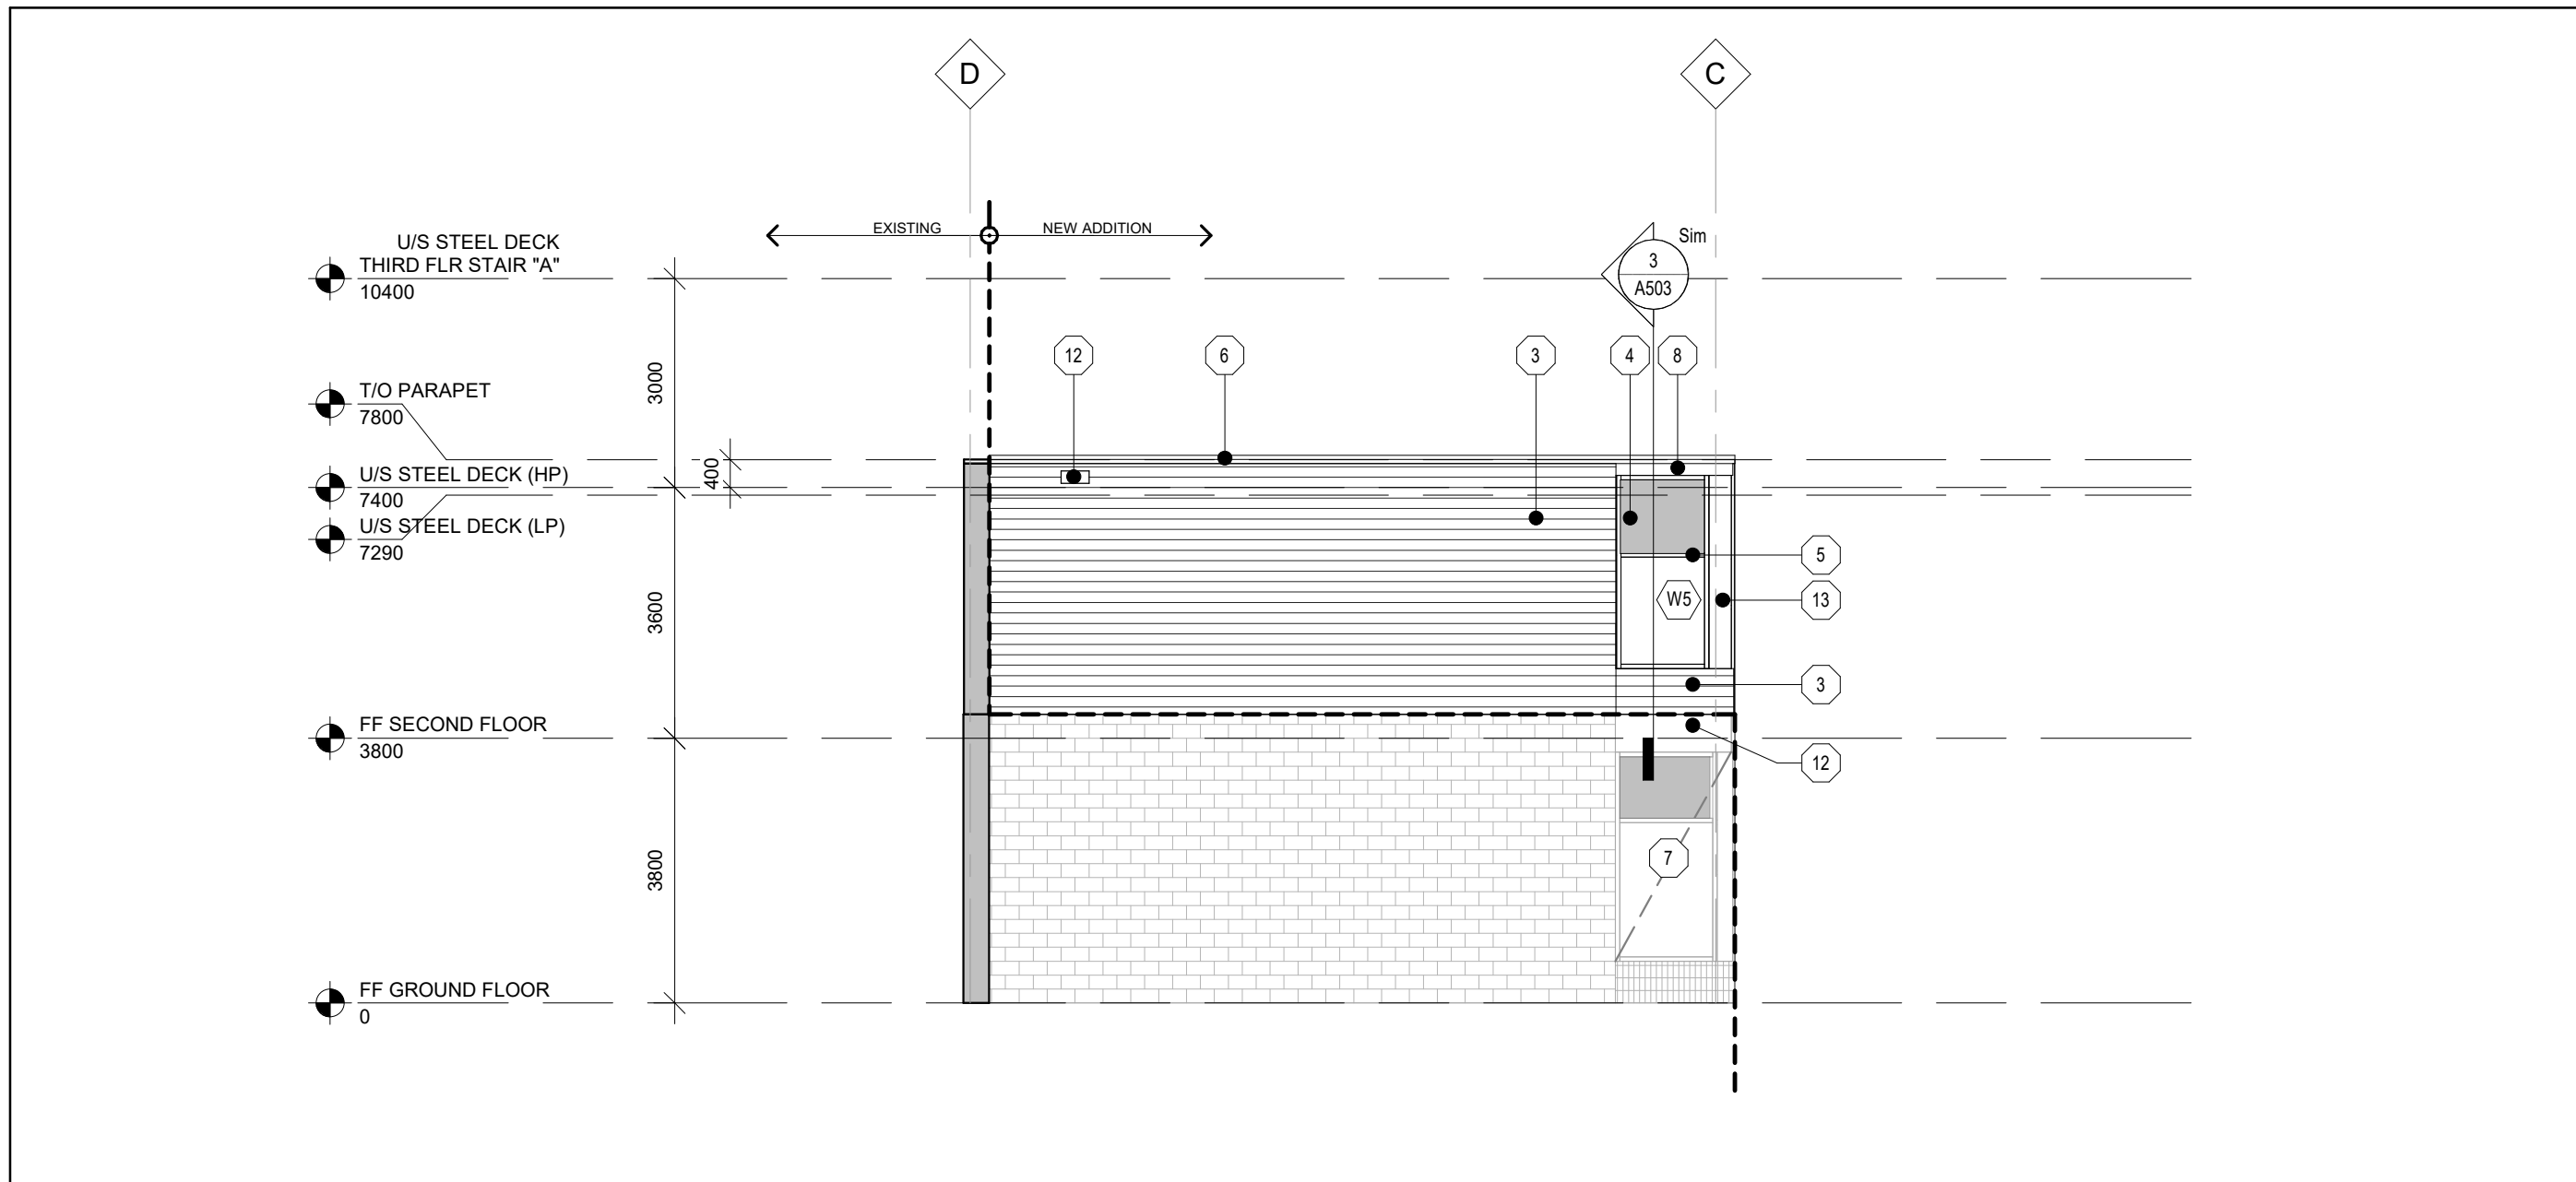 D
C
EXISTING
NEW ADDITION
Sim
3
A503
U/S STEEL DECK
THIRD FLR STAIR "A"
10400
12
6
3
4
8
T/O PARAPET
7800
3000
U/S STEEL DECK (HP)
7400
400
U/S STEEL DECK (LP)
7290
5
W5
13
3600
3
FF SECOND FLOOR
3800
12
7
3800
FF GROUND FLOOR
0